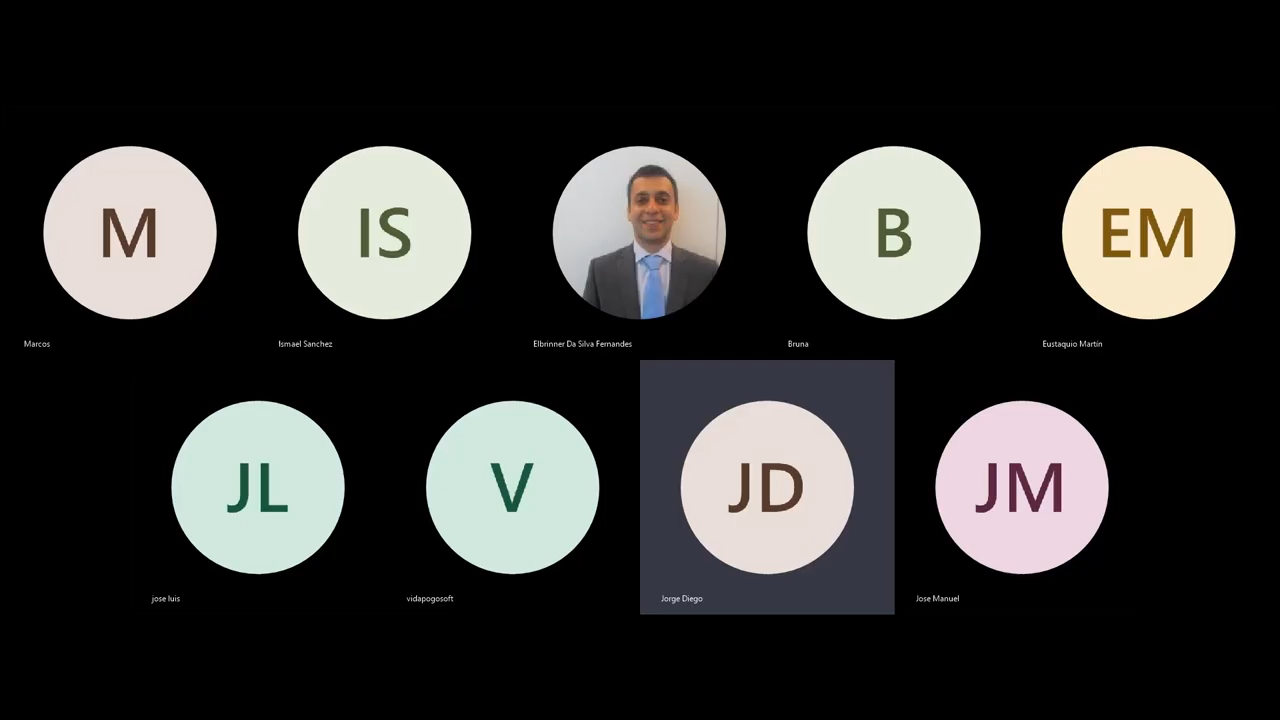 M
IS
B
EM
Marcos
Ismael Sanchez
Elbrinner Da Silva Fernandes
Bruna
Eustaquio Martín
JL
V
JD
JM
jose luis
vidapogosoft
Jorge Diego
Jose Manuel